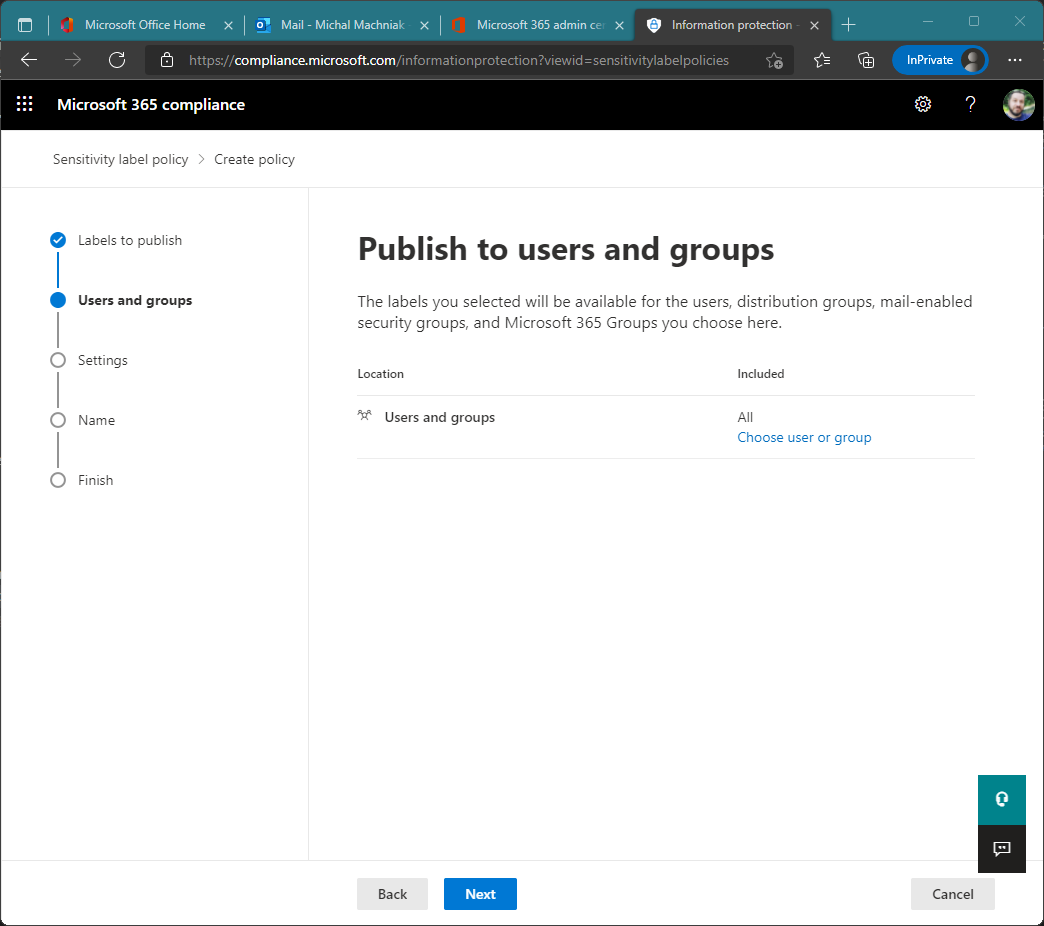 Microsoft Office Home
Mail - Michal Machniak
Microsoft 365 admin cen
Information protection -
https://compliance.microsoft.com/informationprotection?viewid=sensitivitylabelpolicies
InPrivate
Microsoft 365 compliance
?
Sensitivity label policy > Create policy
Labels to publish
Users and groups
Settings
Name
Finish
Publish to users and groups
The labels you selected will be available for the users, distribution groups, mail-enabled
security groups, and Microsoft 365 Groups you choose here.
Location Included
Users and groups All
Choose user or group
Back Next Cancel